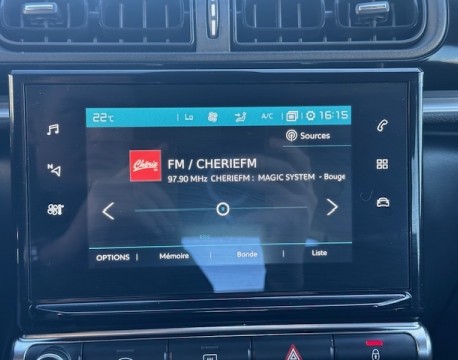 22°C Lo A/C 16:15
Sources
Chérie FM / CHERIEFM
97.90 MHz CHERIEFM : MAGIC SYSTEM - Bouge
OPTIONS Mémoire Bande Liste